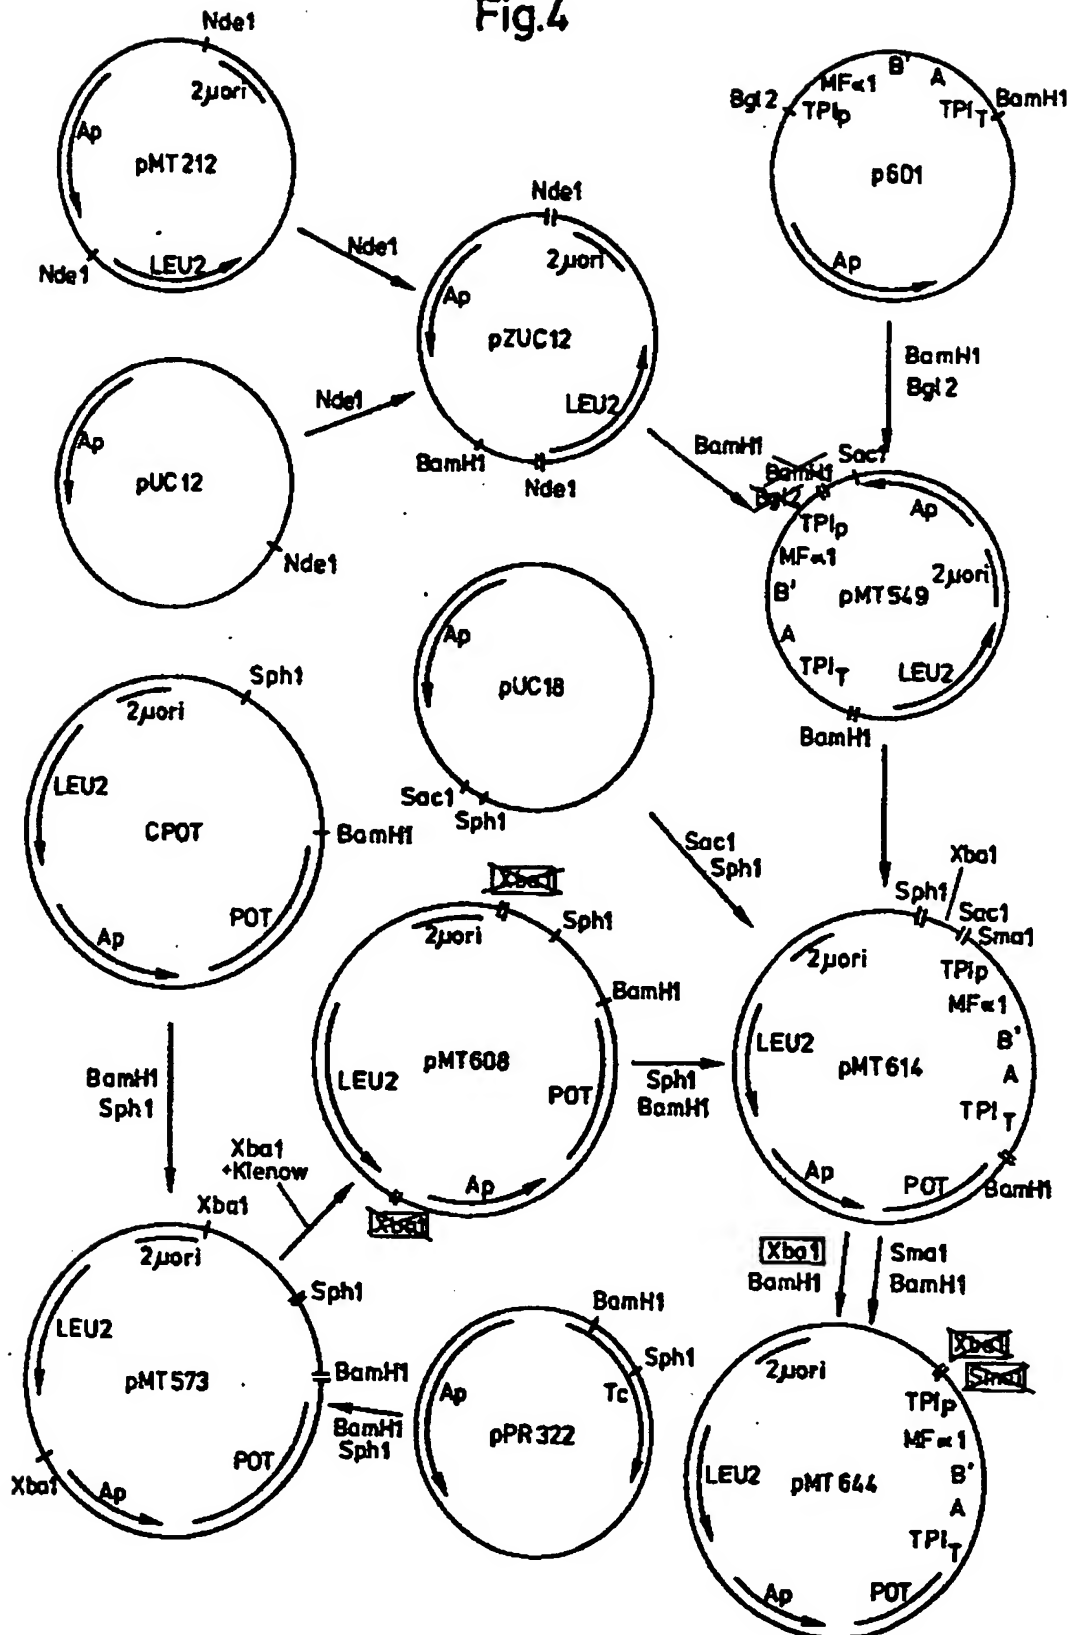 Fig.4
Nde1
2μori
Ap
pMT212
Nde1
LEU2
Nde1
Bgl2
TPIp
MFα1
B'
A
TPIT
BamH1
p601
Ap
Nde1
2μori
Ap
pZUC12
LEU2
BamH1
Nde1
BamH1
Bgl2
Ap
pUC12
Nde1
Nde1
BamH1
BamH1
Bgl2
Sac1
Ap
TPIp
MFα1
B'
A
TPIT
2μori
pMT549
LEU2
BamH1
Ap
pUC18
Sac1
Sph1
Sac1
Sph1
Sph1
2μori
LEU2
CPOT
BamH1
POT
Ap
BamH1
Sph1
Xba1
2μori
Sph1
BamH1
pMT608
LEU2
POT
Ap
Xba1
Sph1
BamH1
Xba1
Sph1
Sac1
Sma1
2μori
TPIp
MFα1
B'
A
TPIT
LEU2
pMT614
Ap
POT
BamH1
Xba1
+Klenow
Xba1
2μori
Sph1
LEU2
pMT573
BamH1
POT
Xba1
Ap
BamH1
Sph1
BamH1
Sph1
Ap
Tc
pPR322
Xba1
BamH1
Sma1
BamH1
Xba1
Sma1
2μori
TPIp
MFα1
B'
A
TPIT
LEU2
pMT644
Ap
POT